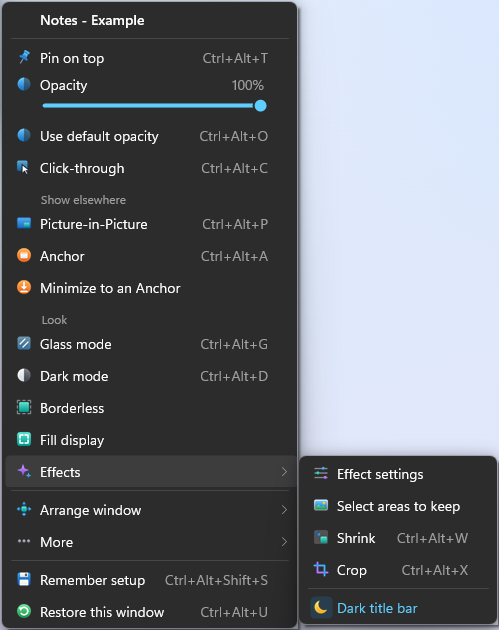 Notes - Example
Pin on top Ctrl+Alt+T
Opacity 100%
Use default opacity Ctrl+Alt+O
Click-through Ctrl+Alt+C
Show elsewhere
Picture-in-Picture Ctrl+Alt+P
Anchor Ctrl+Alt+A
Minimize to an Anchor
Look
Glass mode Ctrl+Alt+G
Dark mode Ctrl+Alt+D
Borderless
Fill display
Effects
Arrange window
More
Remember setup Ctrl+Alt+Shift+S
Restore this window Ctrl+Alt+U
Effect settings
Select areas to keep
Shrink Ctrl+Alt+W
Crop Ctrl+Alt+X
Dark title bar